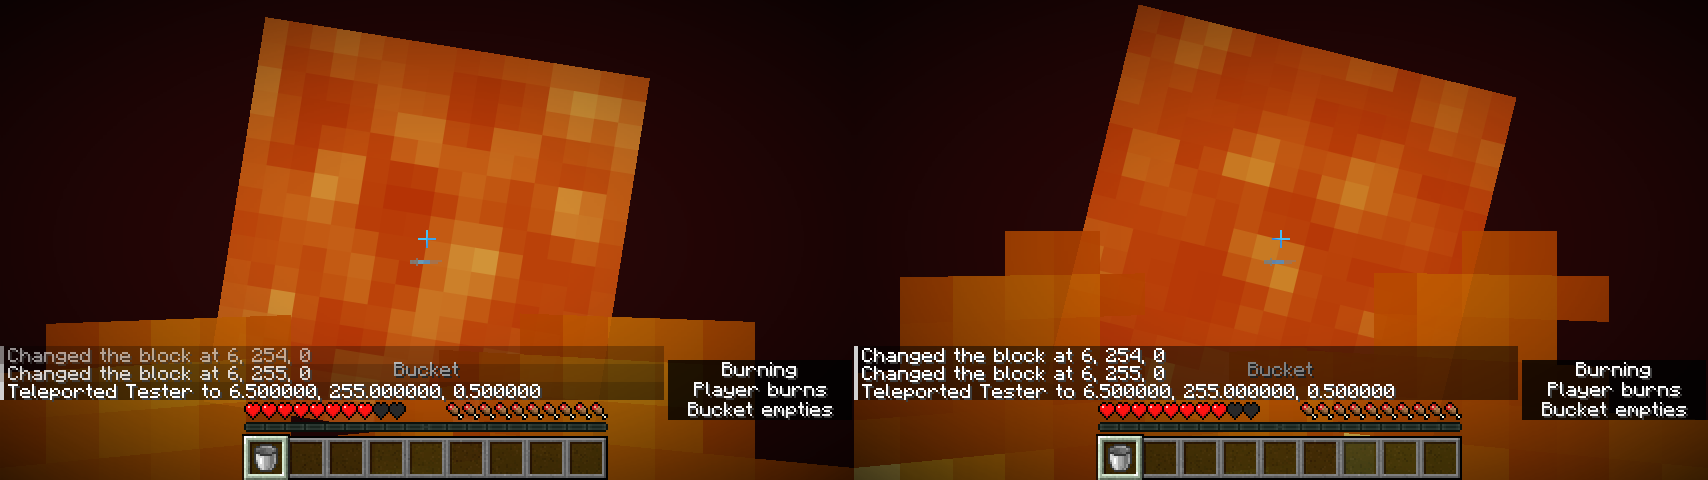 Changed the block at 6, 254, 0
Changed the block at 6, 255, 0
Teleported Tester to 6.500000, 255.000000, 0.500000
Bucket
Burning
Player burns
Bucket empties
Changed the block at 6, 254, 0
Changed the block at 6, 255, 0
Teleported Tester to 6.500000, 255.000000, 0.500000
Bucket
Burning
Player burns
Bucket empties